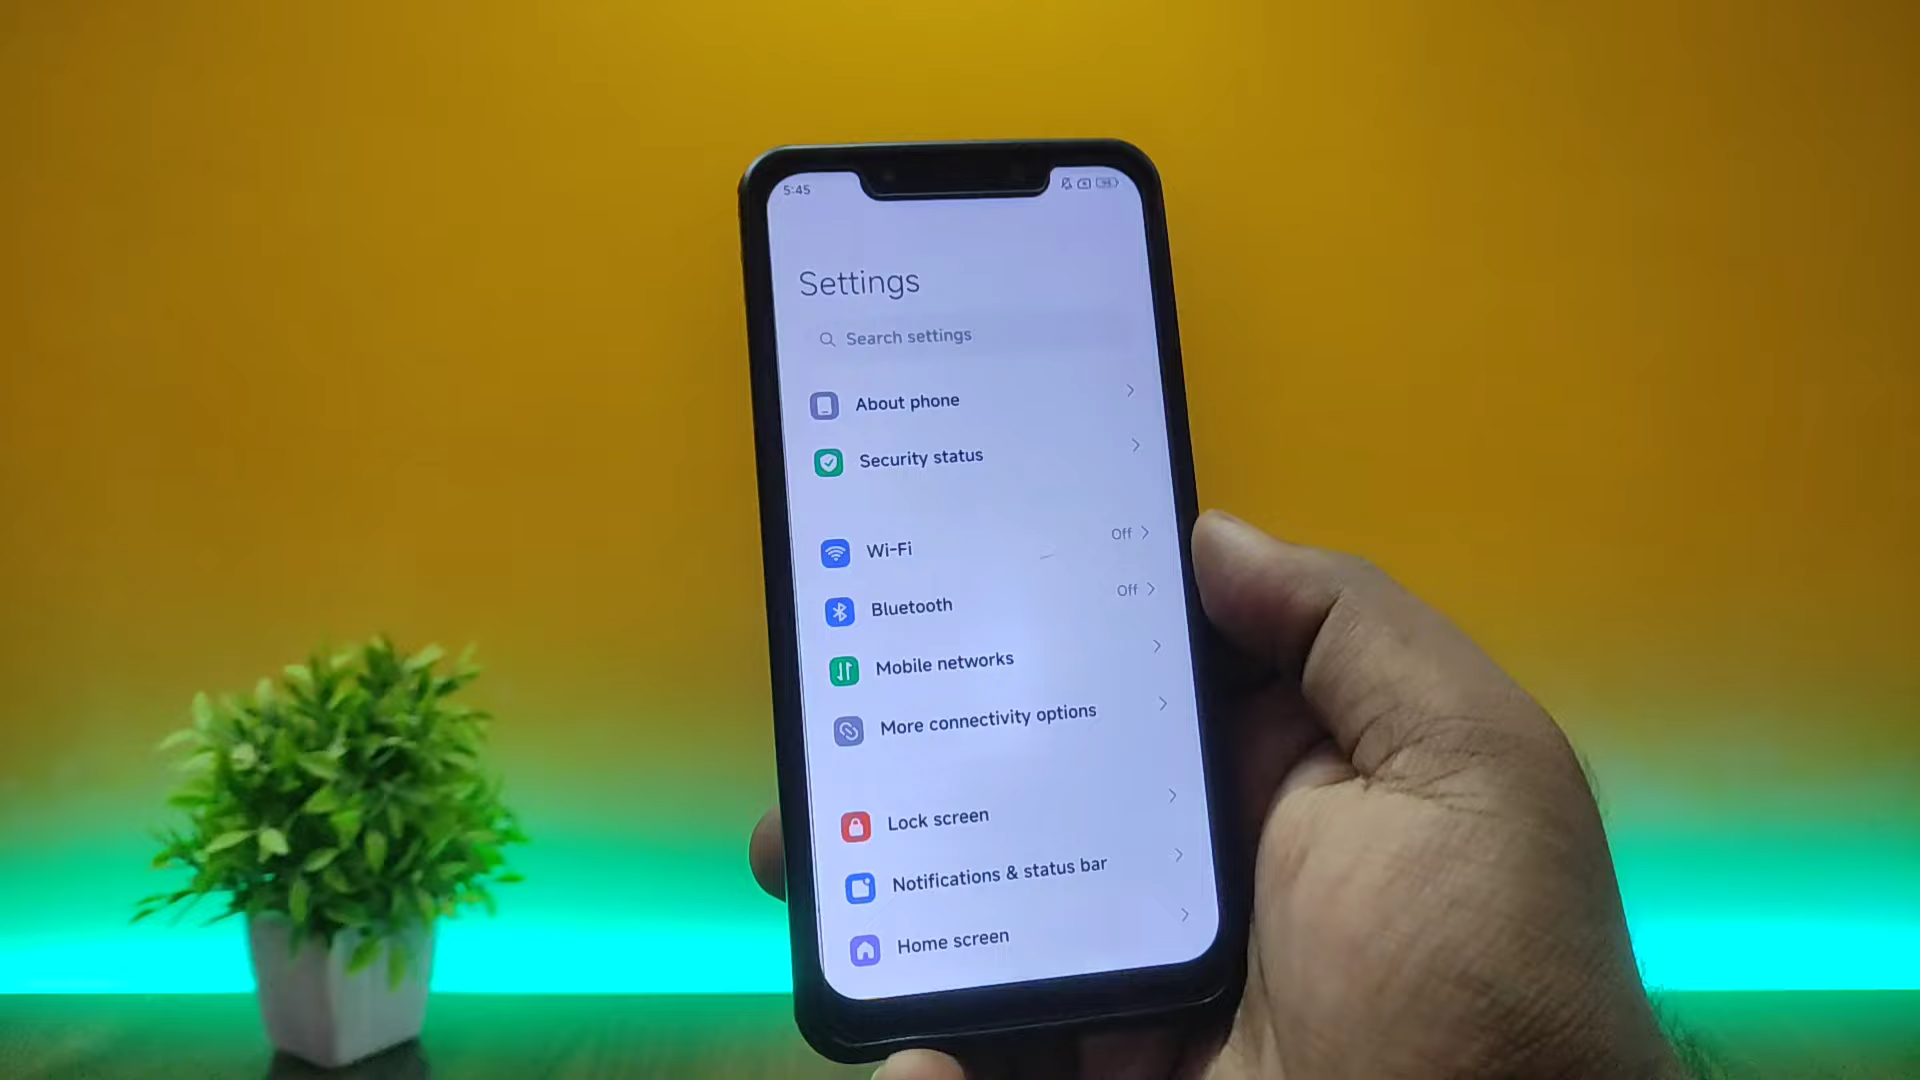 5:45
Settings
Search settings
About phone
Security status
Wi-Fi
Off
Bluetooth
Off
Mobile networks
More connectivity options
Lock screen
Notifications & status bar
Home screen